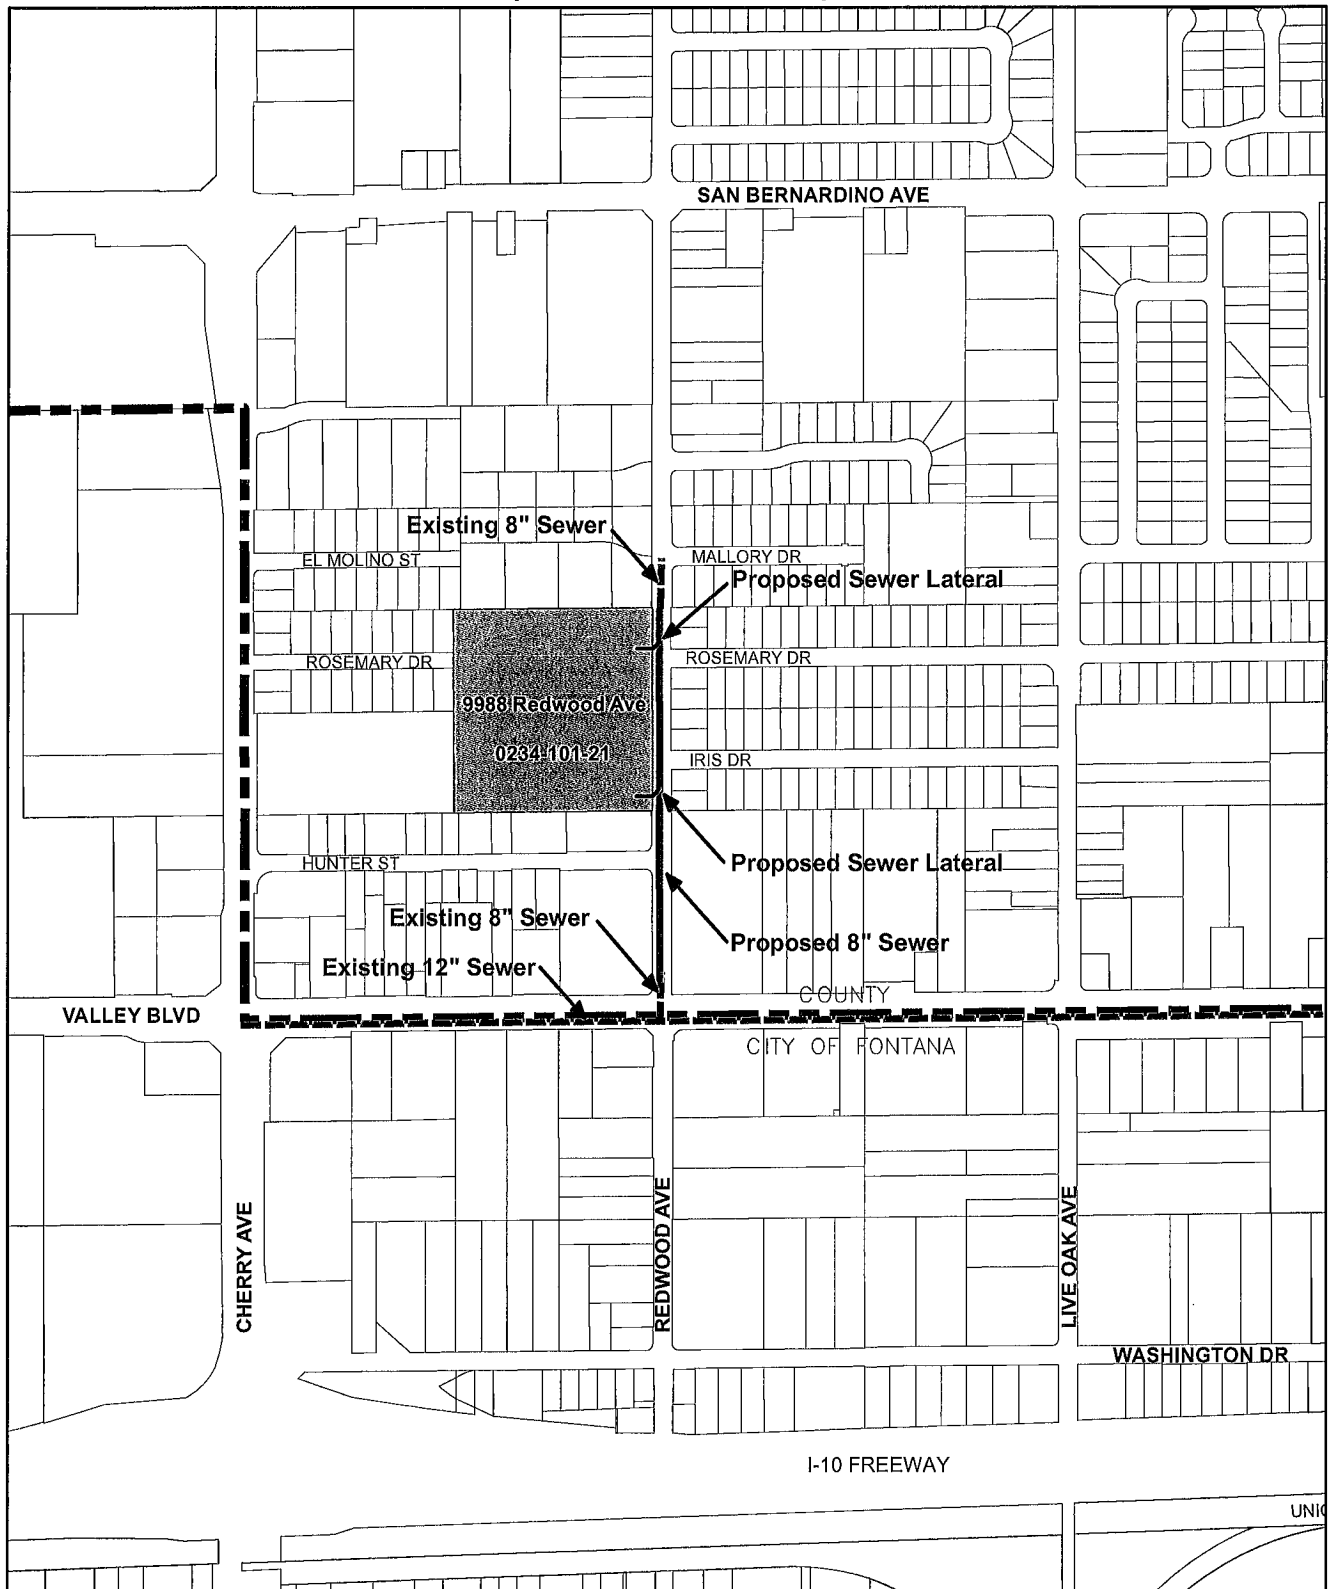 SAN BERNARDINO AVE
Existing 8" Sewer
EL MOLINO ST
MALLORY DR
Proposed Sewer Lateral
ROSEMARY DR
ROSEMARY DR
9988 Redwood Ave
0234-101-21
IRIS DR
HUNTER ST
Proposed Sewer Lateral
Existing 8" Sewer
Proposed 8" Sewer
Existing 12" Sewer
COUNTY
VALLEY BLVD
CITY OF FONTANA
CHERRY AVE
REDWOOD AVE
LIVE OAK AVE
WASHINGTON DR
I-10 FREEWAY